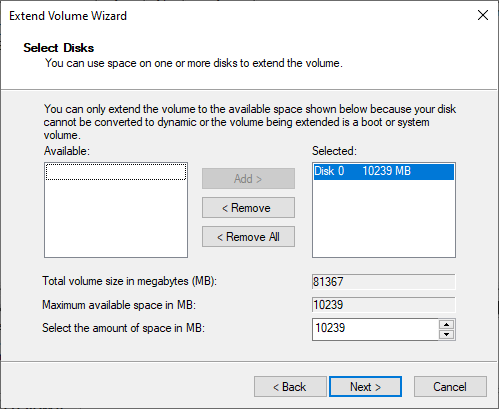 Extend Volume Wizard
Select Disks
You can use space on one or more disks to extend the volume.
You can only extend the volume to the available space shown below because your disk
cannot be converted to dynamic or the volume being extended is a boot or system
volume.
Available:
Selected:
Disk 0 10239 MB
Add >
< Remove
< Remove All
Total volume size in megabytes (MB): 81367
Maximum available space in MB: 10239
Select the amount of space in MB: 10239
< Back Next > Cancel